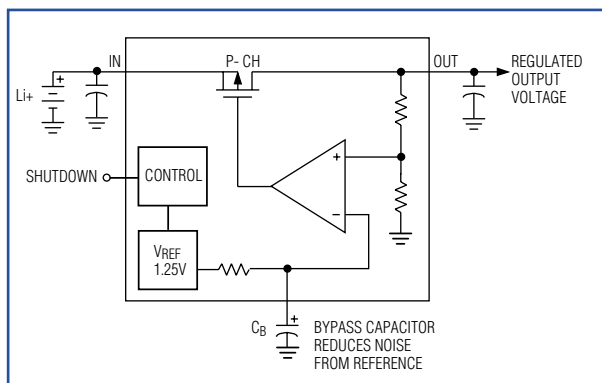 IN
P- CH
OUT
REGULATED
OUTPUT
VOLTAGE
+
Li+
+
SHUTDOWN
CONTROL
–
VREF
1.25V
+
CB
BYPASS CAPACITOR
REDUCES NOISE
FROM REFERENCE